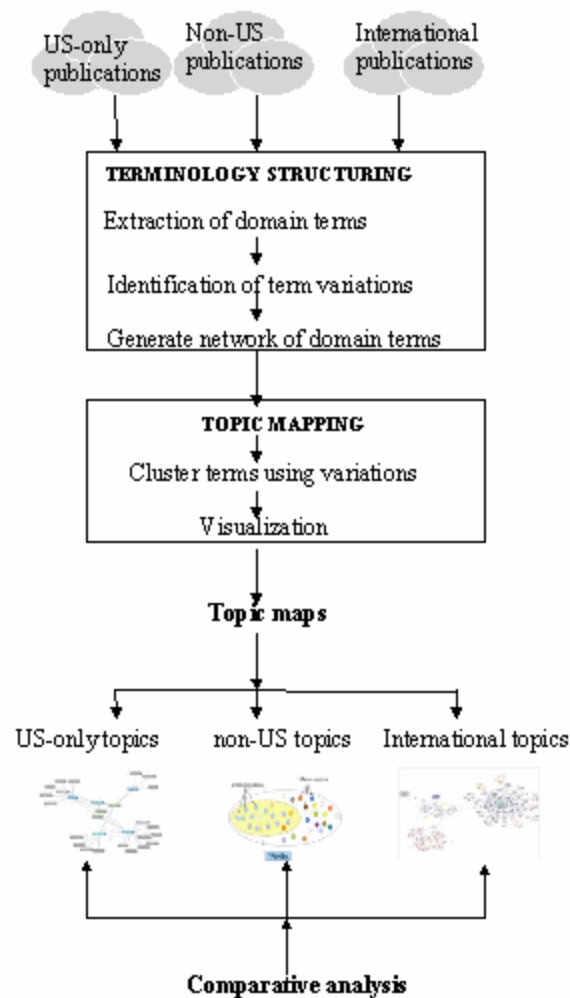 US-only
publications
Non-US
publications
International
publications
TERMINOLOGY STRUCTURING
Extraction of domain terms
Identification of term variations
Generate network of domain terms
TOPIC MAPPING
Cluster terms using variations
Visualization
Topic maps
US-only topics
non-US topics
International topics
Comparative analysis